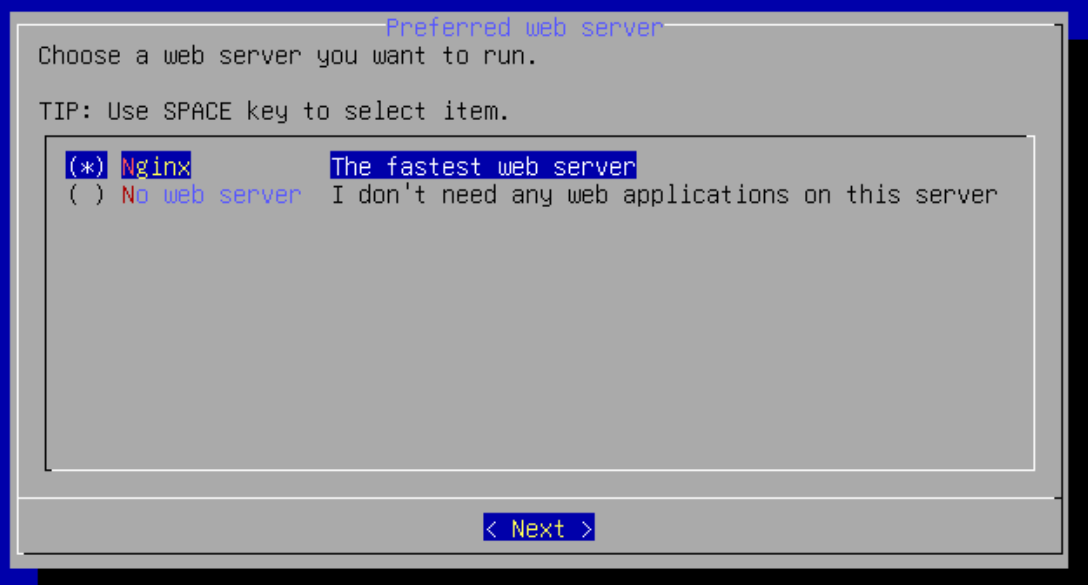 Preferred web server
Choose a web server you want to run.
TIP: Use SPACE key to select item.
(*) Nginx The fastest web server
( ) No web server I don't need any web applications on this server
< Next >